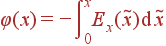 φ(x) = −∫₀ˣ Eₓ(x̃) dx̃